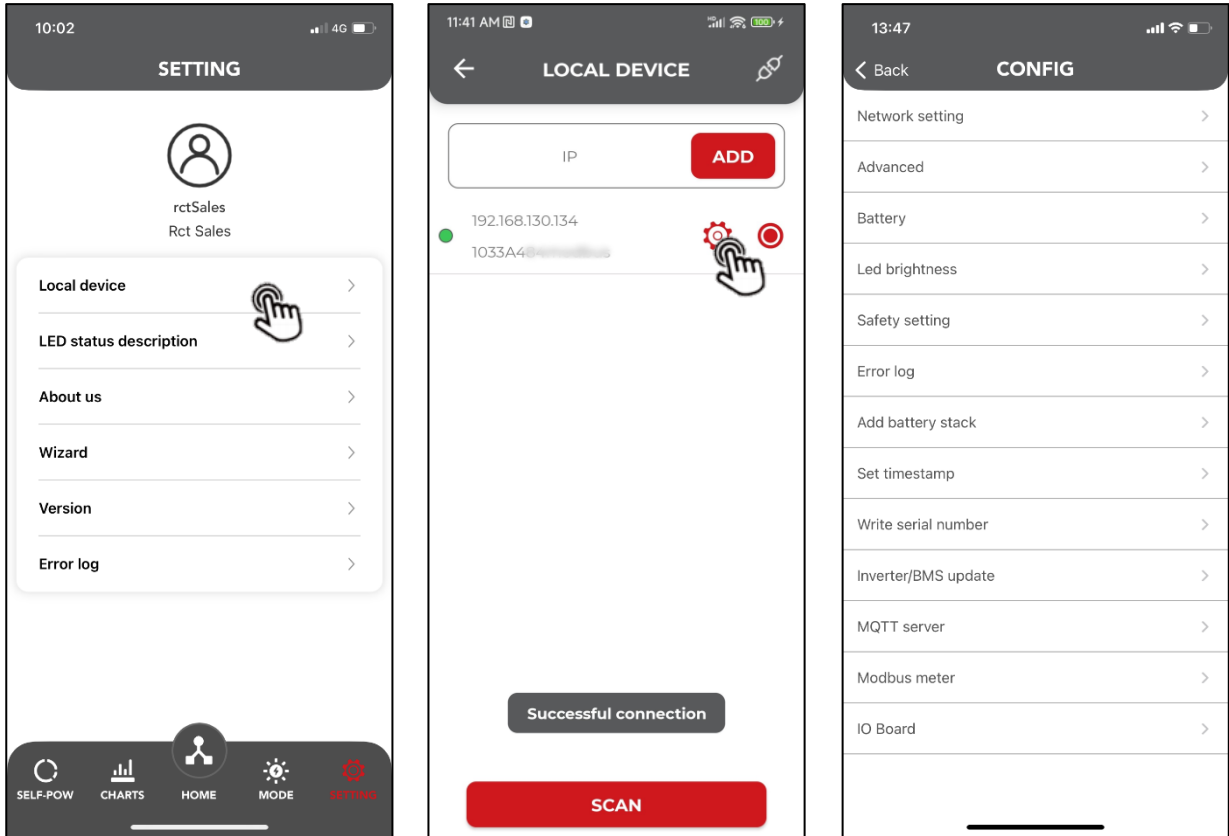 10:02
4G
SETTING
rctSales
Rct Sales
Local device
LED status description
About us
Wizard
Version
Error log
SELF-POW
CHARTS
HOME
MODE
SETTING
11:41 AM
HD
100
LOCAL DEVICE
IP
ADD
192.168.130.134
1033A4
Successful connection
SCAN
13:47
Back
CONFIG
Network setting
Advanced
Battery
Led brightness
Safety setting
Error log
Add battery stack
Set timestamp
Write serial number
Inverter/BMS update
MQTT server
Modbus meter
IO Board